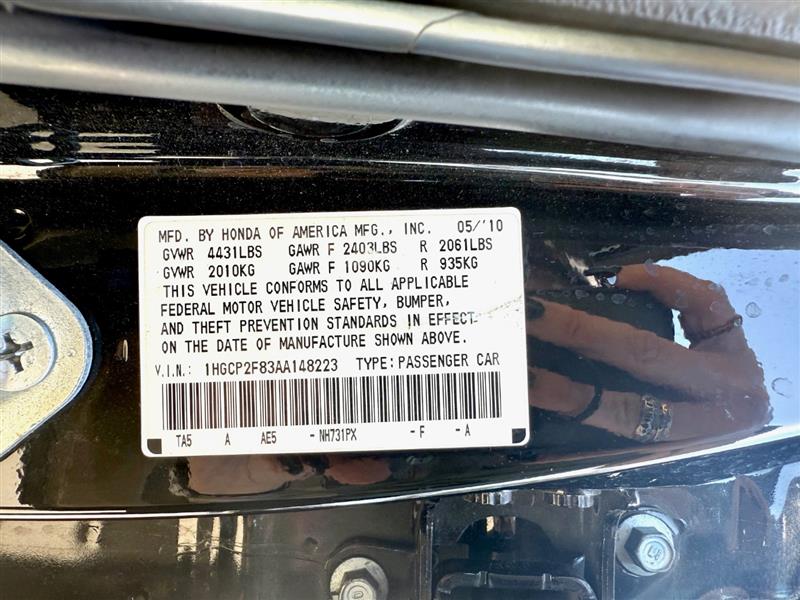 MFD. BY HONDA OF AMERICA MFG., INC. 05/'10
GVWR 4431LBS GAWR F 2403LBS R 2061LBS
GVWR 2010KG GAWR F 1090KG R 935KG
THIS VEHICLE CONFORMS TO ALL APPLICABLE
FEDERAL MOTOR VEHICLE SAFETY, BUMPER,
AND THEFT PREVENTION STANDARDS IN EFFECT
ON THE DATE OF MANUFACTURE SHOWN ABOVE.
V.I.N.: 1HGCP2F83AA148223 TYPE: PASSENGER CAR
TA5 A AE5 -NH731PX -F -A